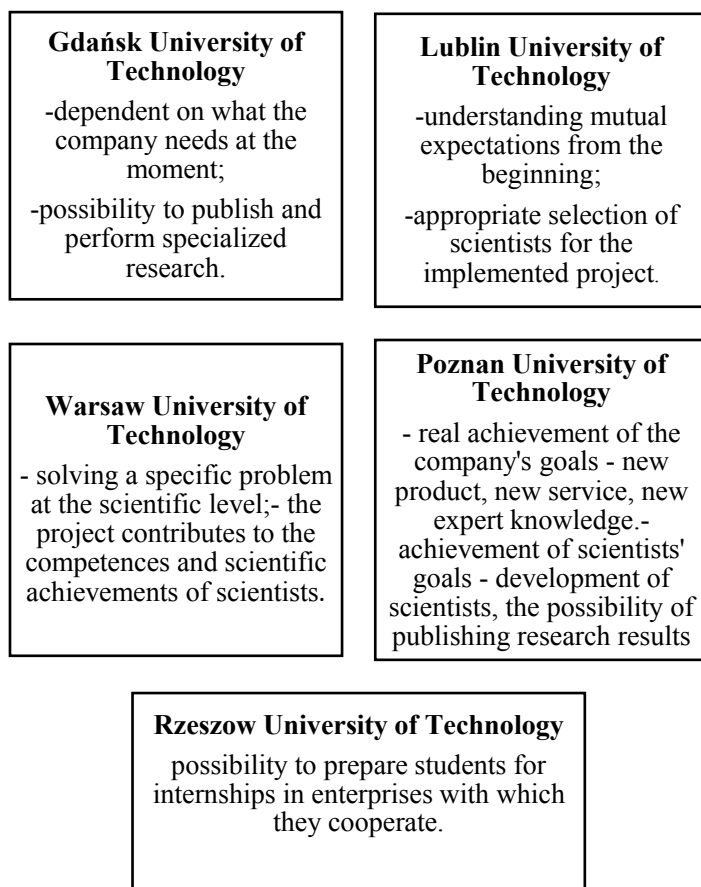 Gdańsk University of
Technology
-dependent on what the
company needs at the
moment;
-possibility to publish and
perform specialized
research.
Lublin University of
Technology
-understanding mutual
expectations from the
beginning;
-appropriate selection of
scientists for the
implemented project.
Warsaw University of
Technology
- solving a specific problem
at the scientific level;- the
project contributes to the
competences and scientific
achievements of scientists.
Poznan University of
Technology
- real achievement of the
company's goals - new
product, new service, new
expert knowledge.-
achievement of scientists'
goals - development of
scientists, the possibility of
publishing research results
Rzeszow University of Technology
possibility to prepare students for
internships in enterprises with which
they cooperate.